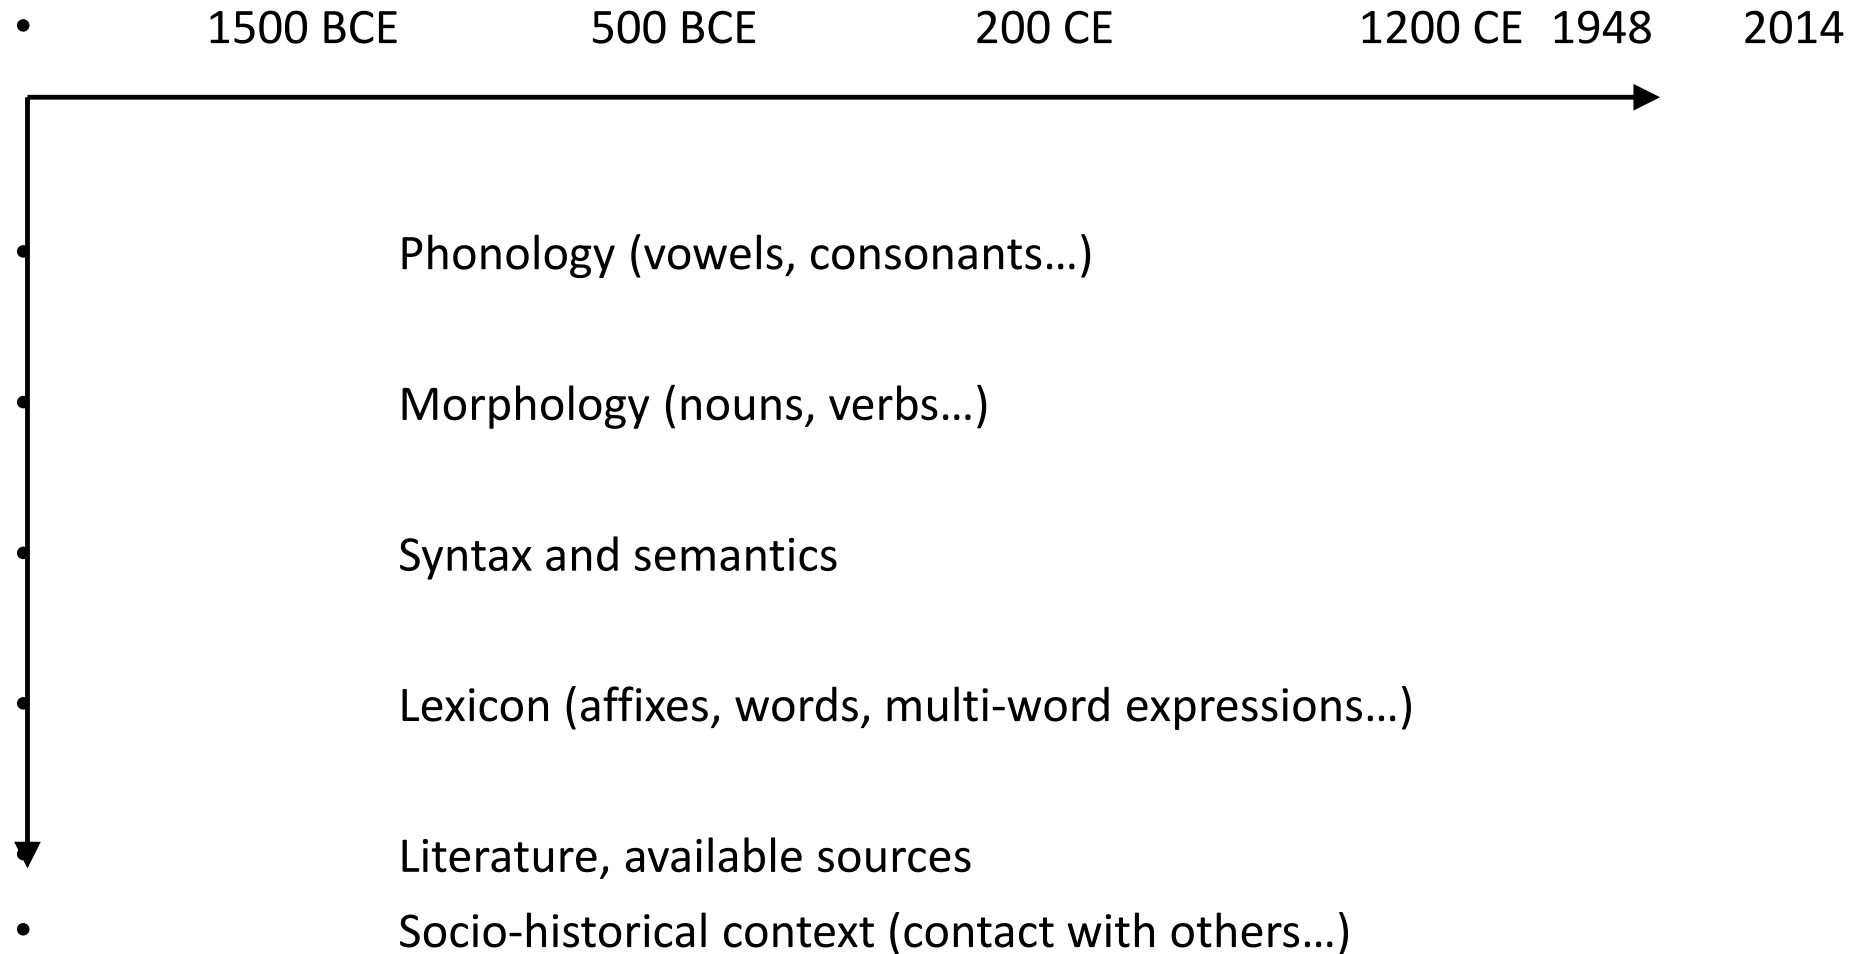 • 1500 BCE 500 BCE 200 CE 1200 CE 1948 2014
• Phonology (vowels, consonants…)
• Morphology (nouns, verbs…)
• Syntax and semantics
• Lexicon (affixes, words, multi-word expressions…)
• Literature, available sources
• Socio-historical context (contact with others…)